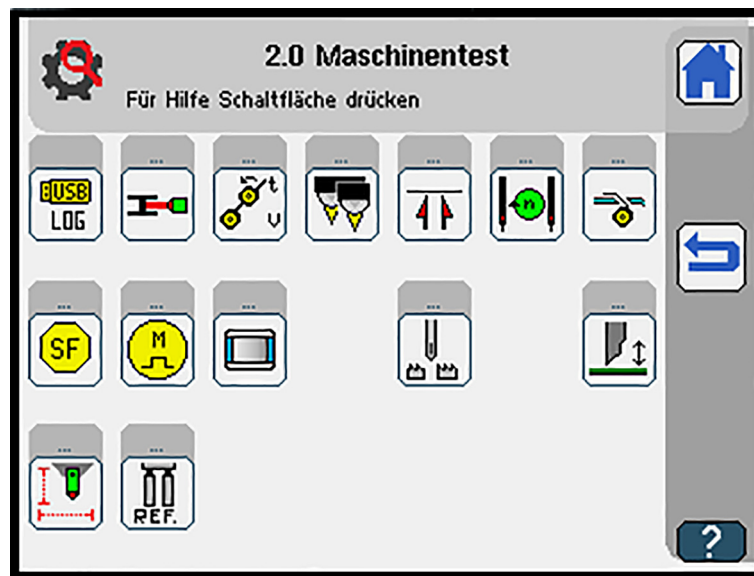 2.0 Maschinentest
Für Hilfe Schaltfläche drücken
... ... ... ... ... ...
USB
LOG
t
v
n
... ... ... ... ...
SF
M
... ...
REF.
?